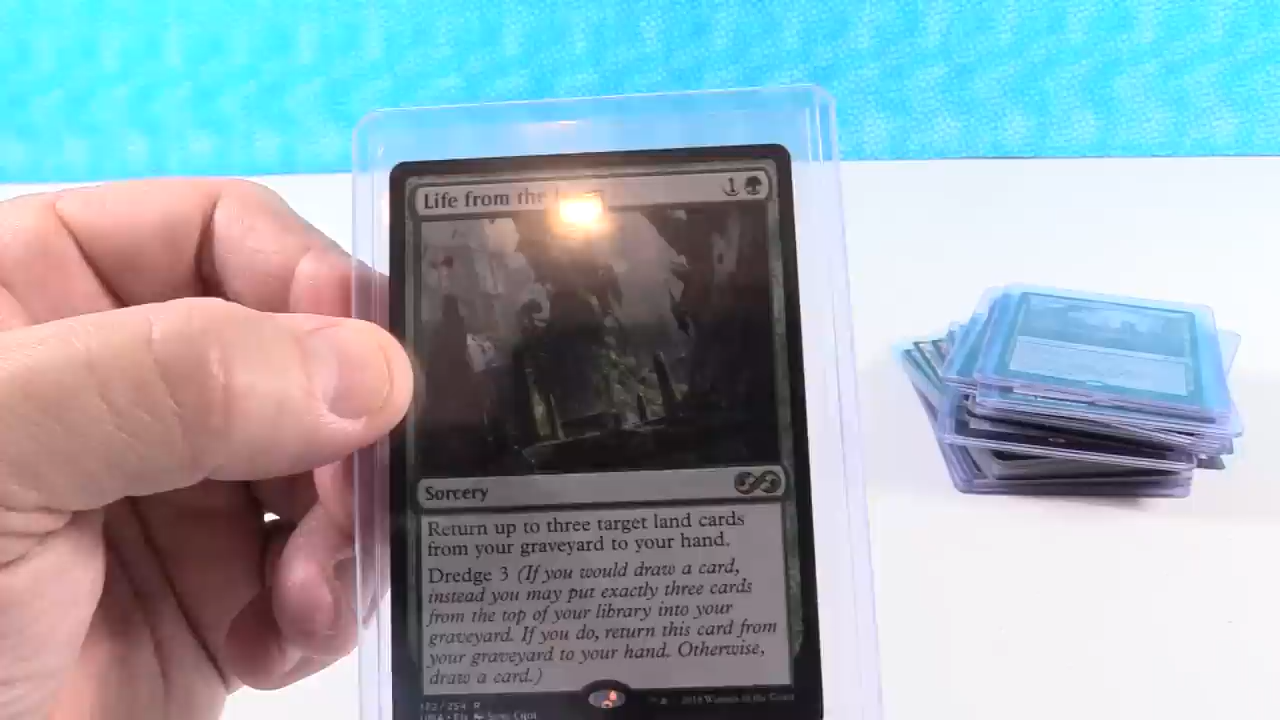 Life from the
1
Sorcery
Return up to three target land cards
from your graveyard to your hand.
Dredge 3 (If you would draw a card,
instead you may put exactly three cards
from the top of your library into your
graveyard. If you do, return this card from
your graveyard to your hand. Otherwise,
draw a card.)
/254 R